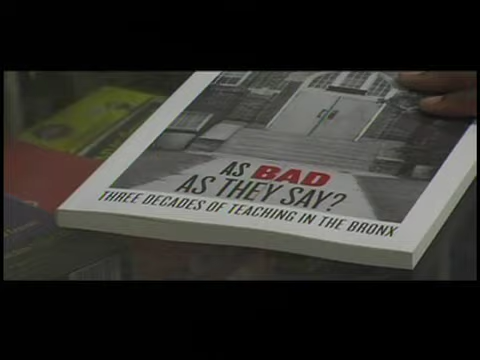 AS BAD
AS THEY SAY?
THREE DECADES OF TEACHING IN THE BRONX